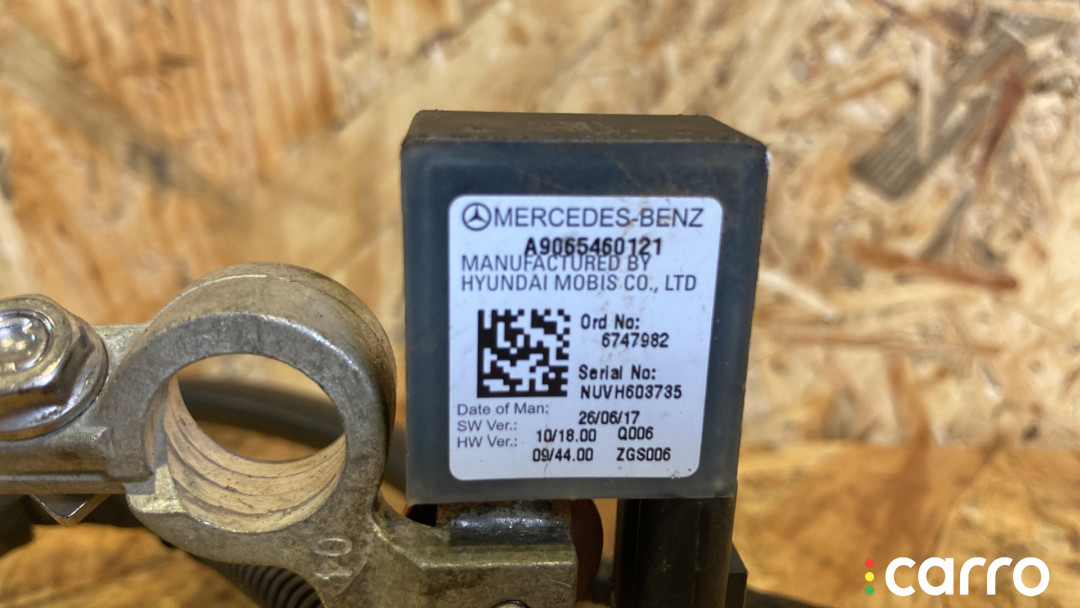 MERCEDES-BENZ
A9065460121
MANUFACTURED BY
HYUNDAI MOBIS CO., LTD
Ord No:
6747982
Serial No:
NUVH603735
Date of Man: 26/06/17
SW Ver.: 10/18.00 Q006
HW Ver.: 09/44.00 ZGS006
carro